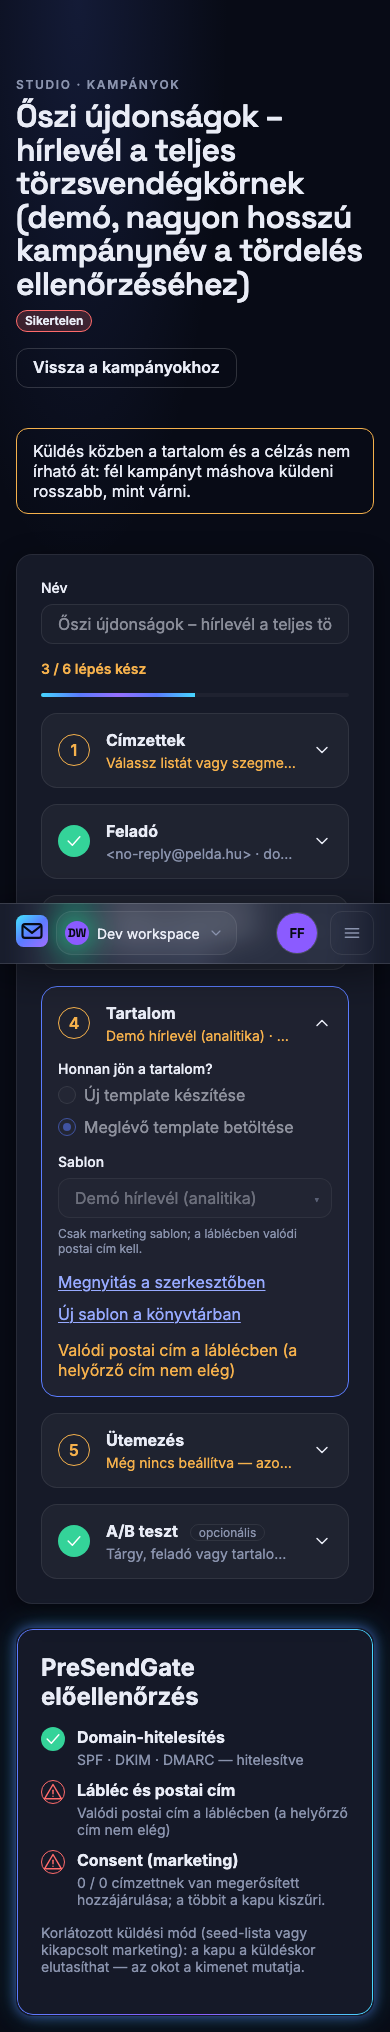 STUDIO · KAMPÁNYOK
Őszi újdonságok –
hírlevél a teljes
törzsvendégkörnek
(demó, nagyon hosszú
kampánynév a tördelés
ellenőrzéséhez)
Sikertelen
Vissza a kampányokhoz
Küldés közben a tartalom és a célzás nem
írható át: fél kampányt máshova küldeni
rosszabb, mint várni.
Név
Őszi újdonságok – hírlevél a teljes tö
3 / 6 lépés kész
1
Címzettek
Válassz listát vagy szegme...
Feladó
<no-reply@pelda.hu> · do...
DW
Dev workspace
FF
4
Tartalom
Demó hírlevél (analitika) · ...
Honnan jön a tartalom?
Új template készítése
Meglévő template betöltése
Sablon
Demó hírlevél (analitika)
Csak marketing sablon; a láblécben valódi
postai cím kell.
Megnyitás a szerkesztőben
Új sablon a könyvtárban
Valódi postai cím a láblécben (a
helyőrző cím nem elég)
5
Ütemezés
Még nincs beállítva — azo...
A/B teszt opcionális
Tárgy, feladó vagy tartalo...
PreSendGate
előellenőrzés
Domain-hitelesítés
SPF · DKIM · DMARC — hitelesítve
Lábléc és postai cím
Valódi postai cím a láblécben (a helyőrző
cím nem elég)
Consent (marketing)
0 / 0 címzettnek van megerősített
hozzájárulása; a többit a kapu kiszűri.
Korlátozott küldési mód (seed-lista vagy
kikapcsolt marketing): a kapu a küldéskor
elutasíthat — az okot a kimenet mutatja.